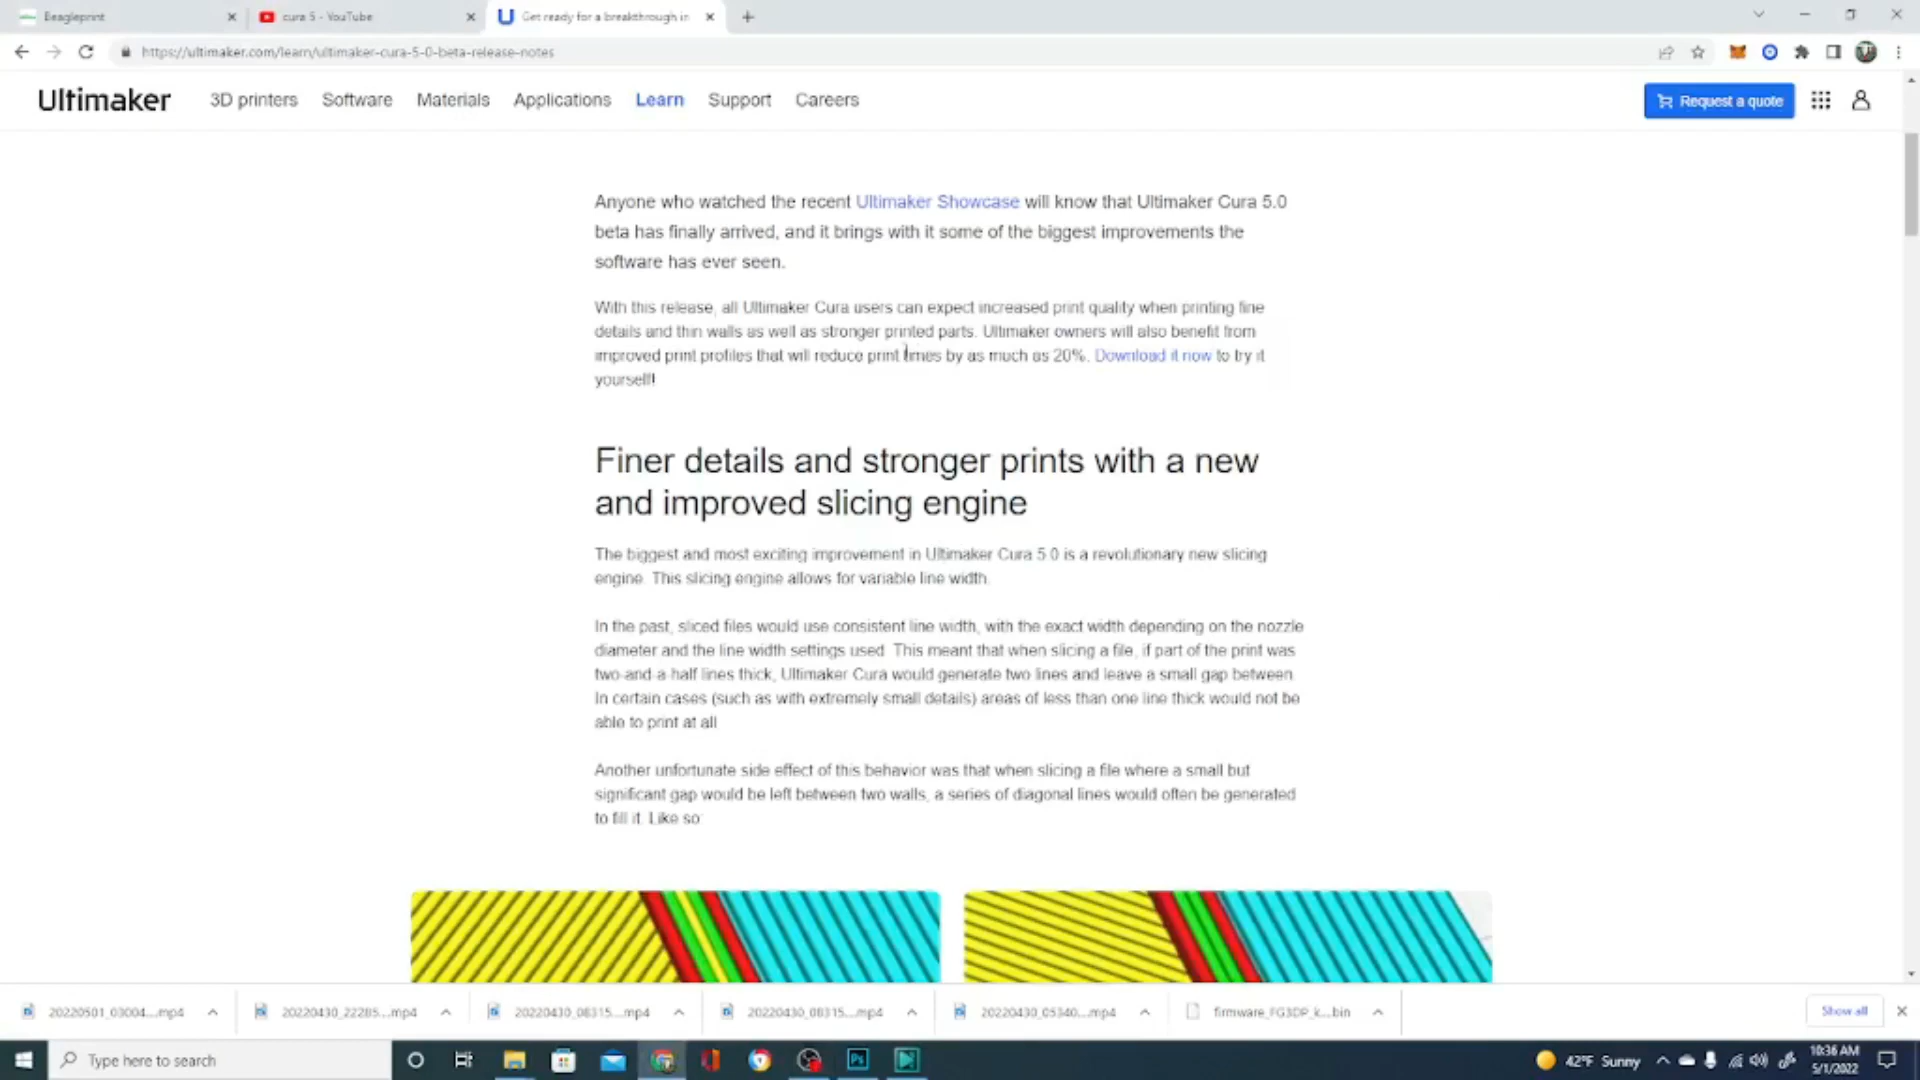 Beagleprint
cura 5 - YouTube
Get ready for a breakthrough in
https://ultimaker.com/learn/ultimaker-cura-5-0-beta-release-notes
Ultimaker 3D printers Software Materials Applications Learn Support Careers Request a quote
Anyone who watched the recent Ultimaker Showcase will know that Ultimaker Cura 5.0
beta has finally arrived, and it brings with it some of the biggest improvements the
software has ever seen.
With this release, all Ultimaker Cura users can expect increased print quality when printing fine
details and thin walls as well as stronger printed parts. Ultimaker owners will also benefit from
improved print profiles that will reduce print times by as much as 20%. Download it now to try it
yourself!
Finer details and stronger prints with a new
and improved slicing engine
The biggest and most exciting improvement in Ultimaker Cura 5.0 is a revolutionary new slicing
engine. This slicing engine allows for variable line width.
In the past, sliced files would use consistent line width, with the exact width depending on the nozzle
diameter and the line width settings used. This meant that when slicing a file, if part of the print was
two-and-a-half lines thick, Ultimaker Cura would generate two lines and leave a small gap between.
In certain cases (such as with extremely small details) areas of less than one line thick would not be
able to print at all
Another unfortunate side effect of this behavior was that when slicing a file where a small but
significant gap would be left between two walls, a series of diagonal lines would often be generated
to fill it. Like so:
20220501_03004....mp4 20220430_22285....mp4 20220430_08315....mp4 20220430_08315....mp4 20220430_05340....mp4 firmware_FG3DP_k....bin Show all
Type here to search
42°F Sunny
10:36 AM
5/1/2022